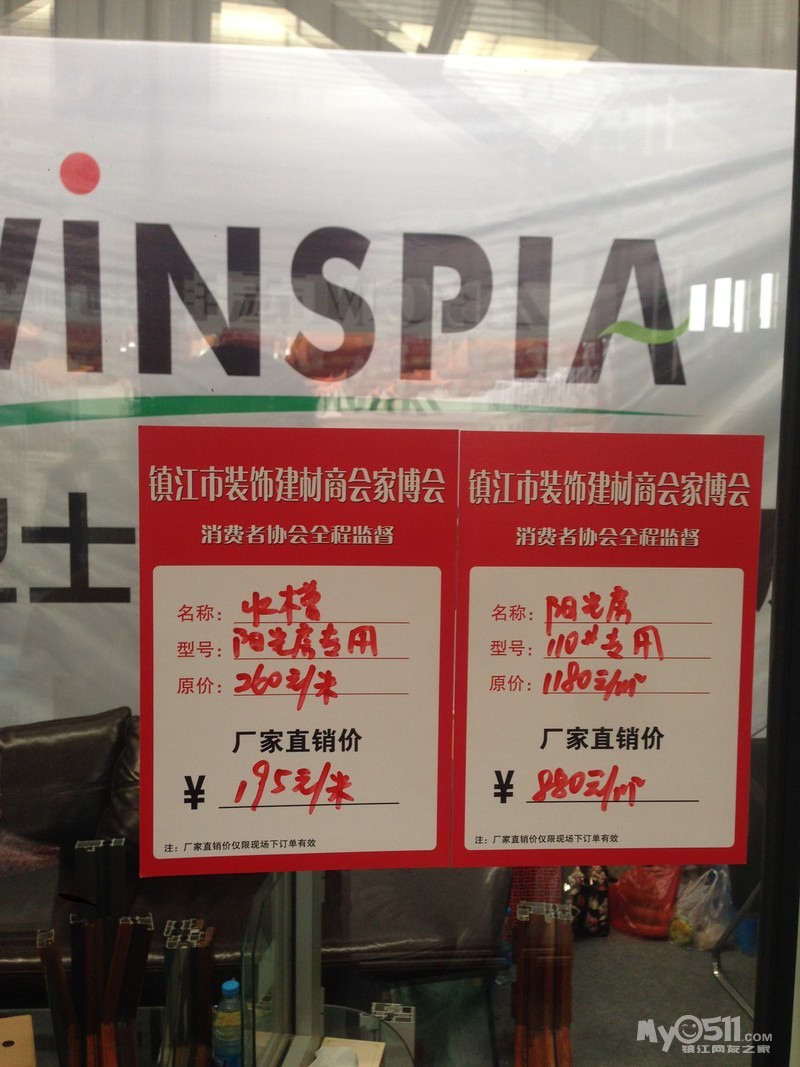 WINSPIA
士
镇江市装饰建材商会家博会
消费者协会全程监督
名称：水槽
型号：阳光房专用
原价：260元/米
厂家直销价
¥ 195元/米
注：厂家直销价仅限现场下订单有效
镇江市装饰建材商会家博会
消费者协会全程监督
名称：阳光房
型号：110#专用
原价：1180元/㎡
厂家直销价
¥ 880元/㎡
注：厂家直销价仅限现场下订单有效
My0511.COM
镇江网友之家